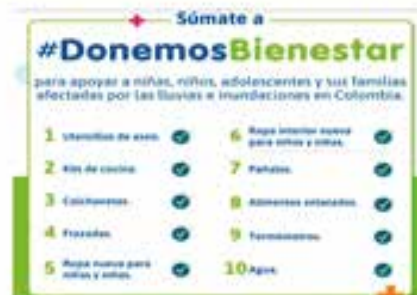 Súmate a
#DonemosBienestar
para apoyar a niñas, niños, adolescentes y sus familias
afectadas por las lluvias e inundaciones en Colombia.
1 Utensilios de aseo.
2 Kits de cocina.
3 Colchonetas.
4 Frazadas.
5 Ropa nueva para
niños y niñas.
6 Ropa interior nueva
para niños y niñas.
7 Pañales.
8 Alimentos enlatados.
9 Termómetros.
10 Agua.